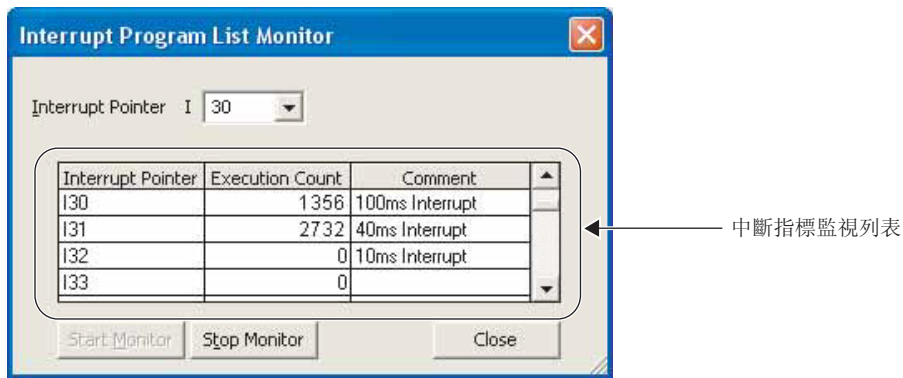 Interrupt Program List Monitor
Interrupt Pointer I 30
Interrupt Pointer Execution Count Comment
I30 1356 100ms Interrupt
I31 2732 40ms Interrupt
I32 0 10ms Interrupt
I33 0
中斷指標監視列表
Start Monitor Stop Monitor Close